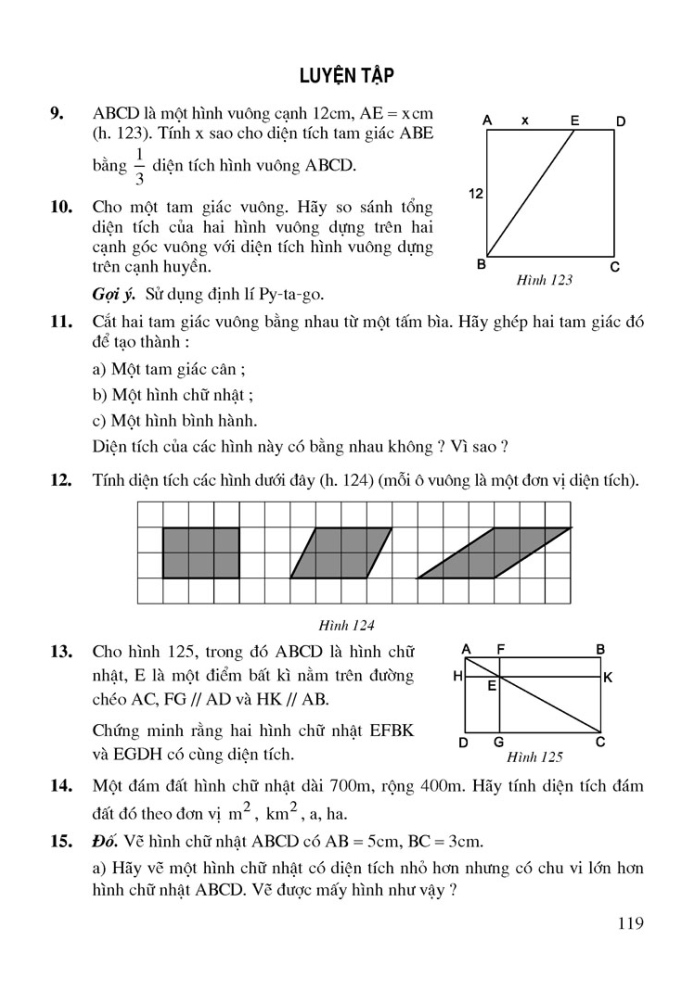 LUYỆN TẬP
9. ABCD là một hình vuông cạnh 12cm, AE = x cm
(h. 123). Tính x sao cho diện tích tam giác ABE
bằng 1/3 diện tích hình vuông ABCD.
A x E D
12
B C
Hình 123
10. Cho một tam giác vuông. Hãy so sánh tổng
diện tích của hai hình vuông dựng trên hai
cạnh góc vuông với diện tích hình vuông dựng
trên cạnh huyền.
Gợi ý. Sử dụng định lí Py-ta-go.
11. Cắt hai tam giác vuông bằng nhau từ một tấm bìa. Hãy ghép hai tam giác đó
để tạo thành :
a) Một tam giác cân ;
b) Một hình chữ nhật ;
c) Một hình bình hành.
Diện tích của các hình này có bằng nhau không ? Vì sao ?
12. Tính diện tích các hình dưới đây (h. 124) (mỗi ô vuông là một đơn vị diện tích).
Hình 124
13. Cho hình 125, trong đó ABCD là hình chữ
nhật, E là một điểm bất kì nằm trên đường
chéo AC, FG // AD và HK // AB.
Chứng minh rằng hai hình chữ nhật EFBK
và EGDH có cùng diện tích.
A F B
H K
E
D G C
Hình 125
14. Một đám đất hình chữ nhật dài 700m, rộng 400m. Hãy tính diện tích đám
đất đó theo đơn vị m², km², a, ha.
15. Đố. Vẽ hình chữ nhật ABCD có AB = 5cm, BC = 3cm.
a) Hãy vẽ một hình chữ nhật có diện tích nhỏ hơn nhưng có chu vi lớn hơn
hình chữ nhật ABCD. Vẽ được mấy hình như vậy ?
119